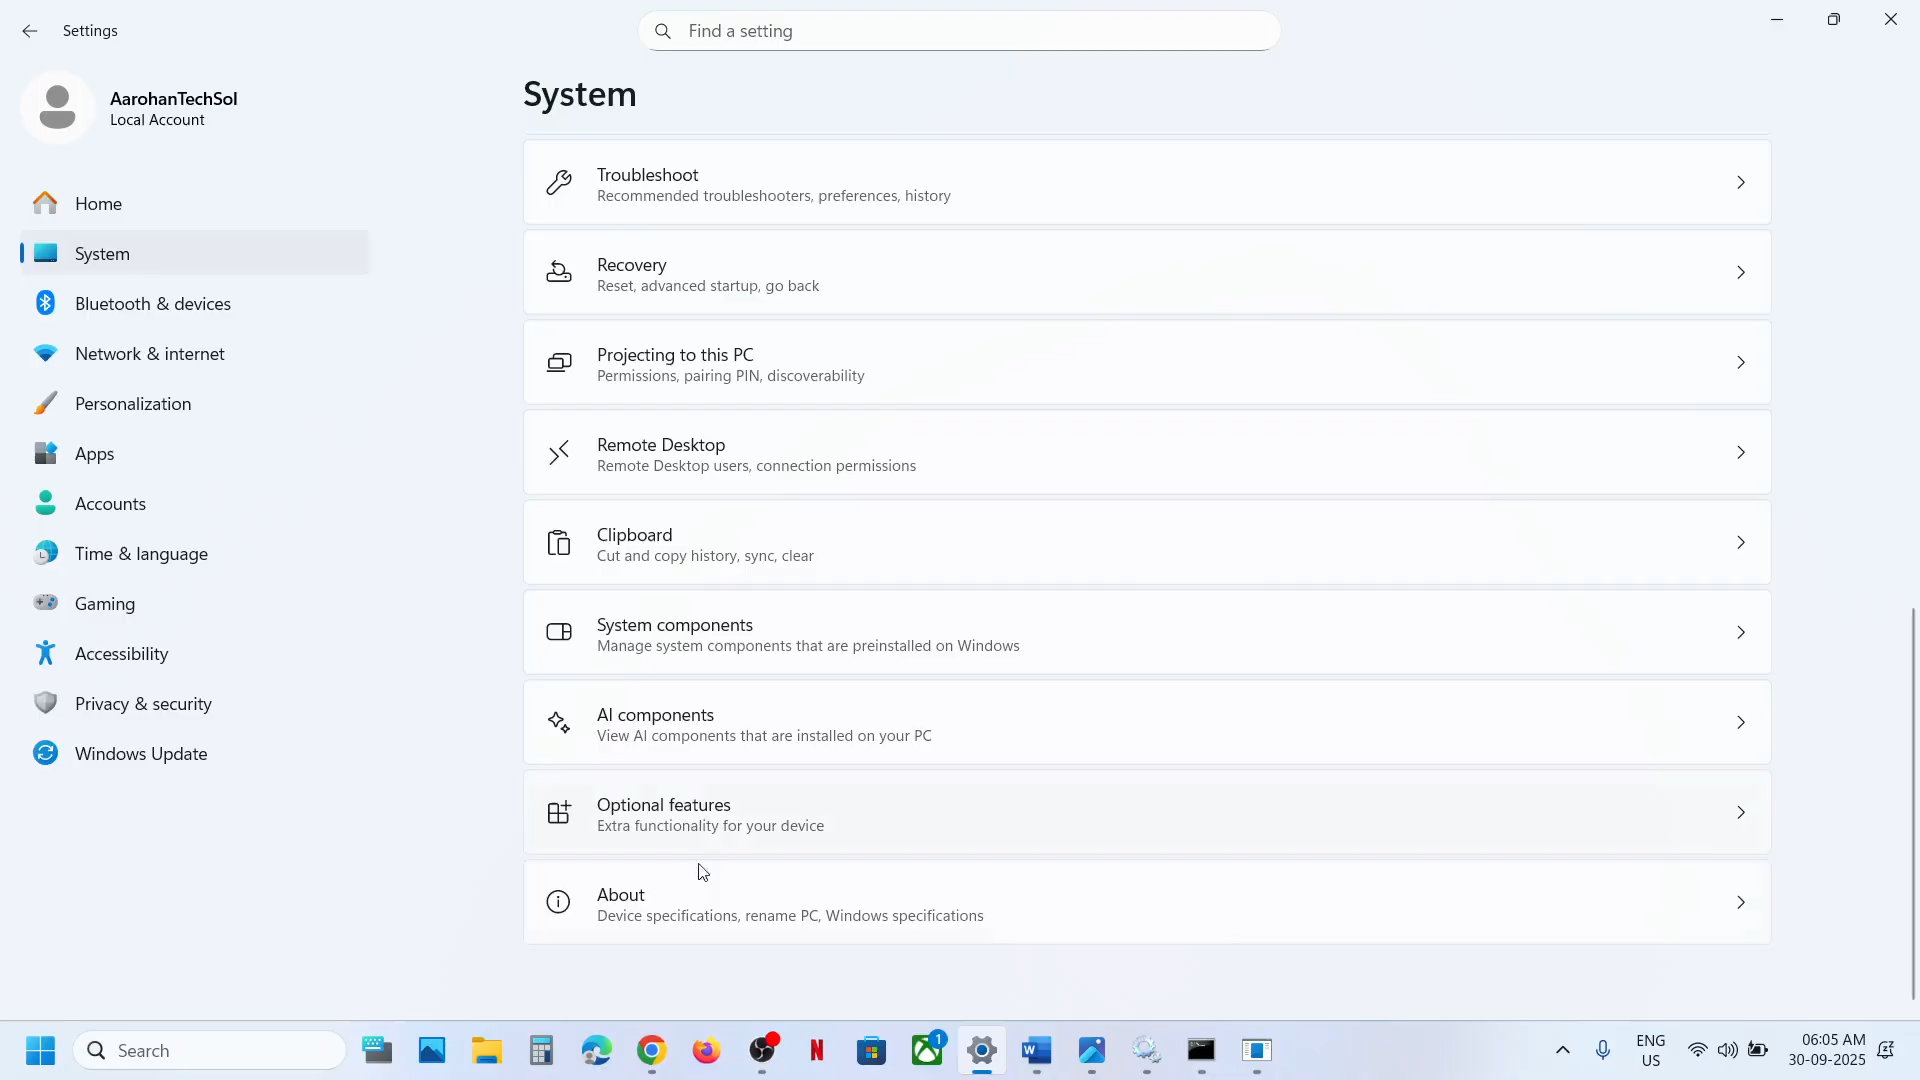 Settings
Find a setting
AarohanTechSol
Local Account
Home
System
Bluetooth & devices
Network & internet
Personalization
Apps
Accounts
Time & language
Gaming
Accessibility
Privacy & security
Windows Update
System
Troubleshoot
Recommended troubleshooters, preferences, history
Recovery
Reset, advanced startup, go back
Projecting to this PC
Permissions, pairing PIN, discoverability
Remote Desktop
Remote Desktop users, connection permissions
Clipboard
Cut and copy history, sync, clear
System components
Manage system components that are preinstalled on Windows
AI components
View AI components that are installed on your PC
Optional features
Extra functionality for your device
About
Device specifications, rename PC, Windows specifications
Search
N
1
W
ENG
US
06:05 AM
30-09-2025